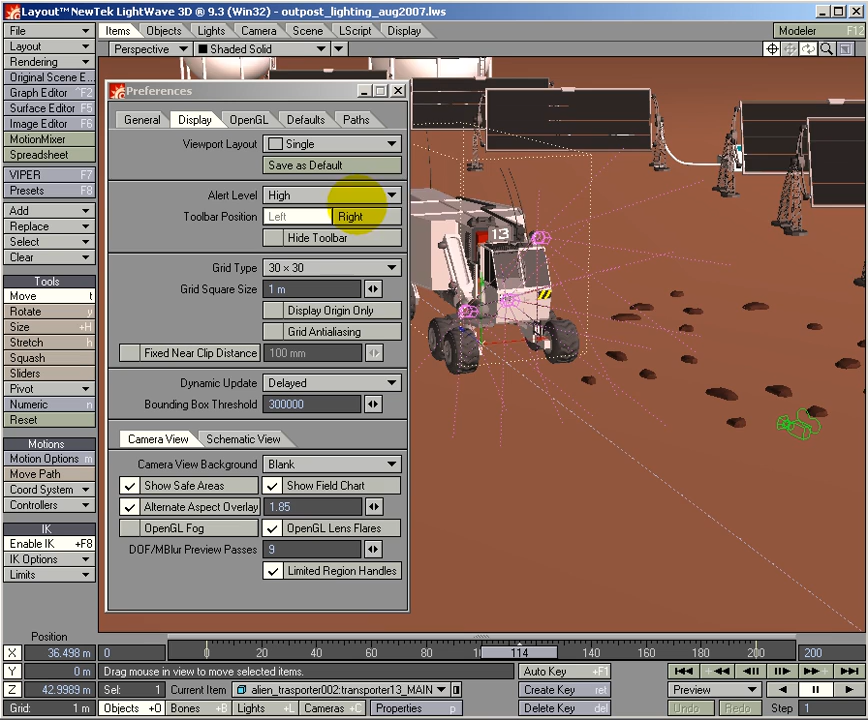 Layout™ NewTek LightWave 3D ® 9.3 (Win32) - outpost_lighting_aug2007.lws
File Items Objects Lights Camera Scene LScript Display Modeler F12
Layout Perspective Shaded Solid
Rendering
Original Scene E...
Graph Editor ^F2
Surface Editor F5
Image Editor F6
MotionMixer
Spreadsheet
VIPER F7
Presets F8
Add
Replace
Select
Clear
Tools
Move t
Rotate y
Size +H
Stretch h
Squash
Sliders
Pivot
Numeric n
Reset
Motions
Motion Options m
Move Path
Coord System
Controllers
IK
Enable IK +F8
IK Options
Limits
Preferences
General Display OpenGL Defaults Paths
Viewport Layout Single
Save as Default
Alert Level High
Toolbar Position Left Right
Hide Toolbar
Grid Type 30 × 30
Grid Square Size 1 m
Display Origin Only
Grid Antialiasing
Fixed Near Clip Distance 100 mm
Dynamic Update Delayed
Bounding Box Threshold 300000
Camera View Schematic View
Camera View Background Blank
Show Safe Areas Show Field Chart
Alternate Aspect Overlay 1.85
OpenGL Fog OpenGL Lens Flares
DOF/MBlur Preview Passes 9
Limited Region Handles
13
Position
X 36.498 m 0 0 20 40 60 80 100 114 120 140 160 180 200 200
Y 0 m Drag mouse in view to move selected items. Auto Key +F1
Z 42.9989 m Sel: 1 Current Item alien_trasporter002:transporter13_MAIN Create Key ret Preview
Grid: 1 m Objects +O Bones +B Lights +L Cameras +C Properties p Delete Key del Undo Redo Step 1